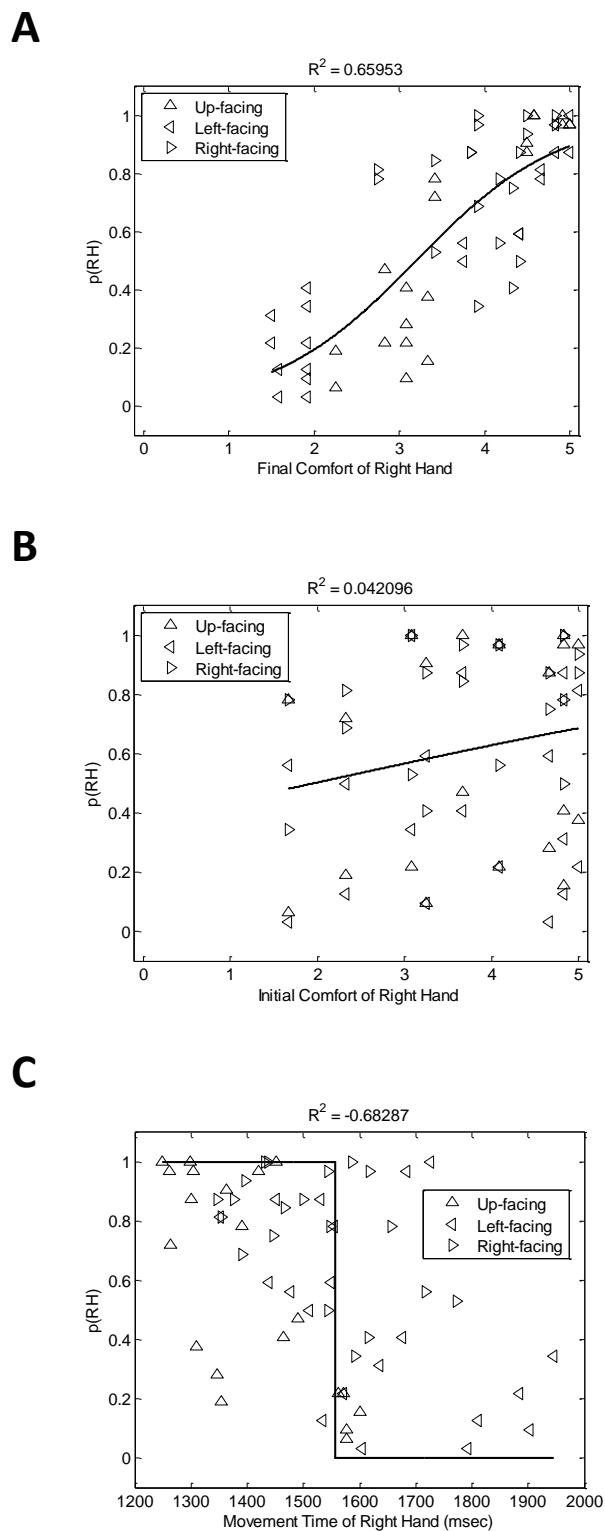 A
R² = 0.65953
Up-facing
Left-facing
Right-facing
1
0.8
0.6
0.4
0.2
0
p(RH)
0 1 2 3 4 5
Final Comfort of Right Hand
B
R² = 0.042096
Up-facing
Left-facing
Right-facing
1
0.8
0.6
0.4
0.2
0
p(RH)
0 1 2 3 4 5
Initial Comfort of Right Hand
C
R² = -0.68287
Up-facing
Left-facing
Right-facing
1
0.8
0.6
0.4
0.2
0
p(RH)
1200 1300 1400 1500 1600 1700 1800 1900 2000
Movement Time of Right Hand (msec)